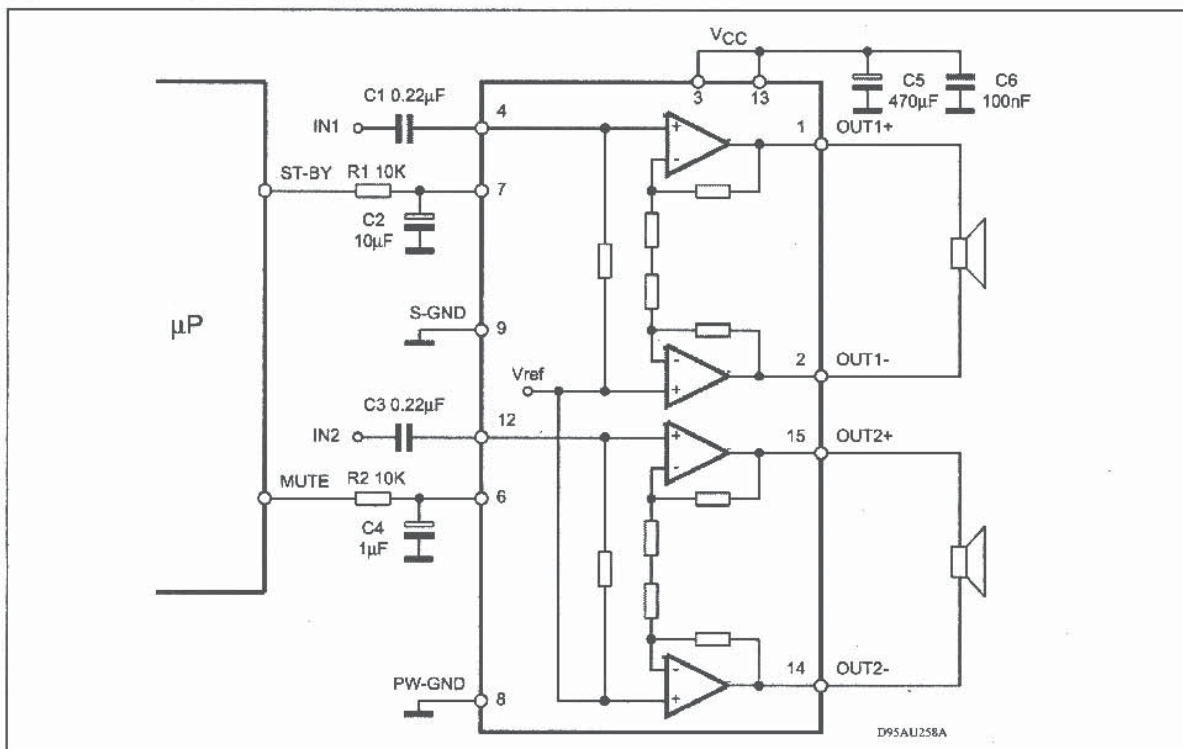 VCC
3
13
C5
470µF
C6
100nF
C1 0.22µF
IN1
4
1
OUT1+
ST-BY
R1 10K
7
C2
10µF
µP
S-GND
9
2
OUT1-
Vref
C3 0.22µF
IN2
12
15
OUT2+
MUTE
R2 10K
6
C4
1µF
14
OUT2-
PW-GND
8
D95AU258A
+
-
-
+
+
-
-
+